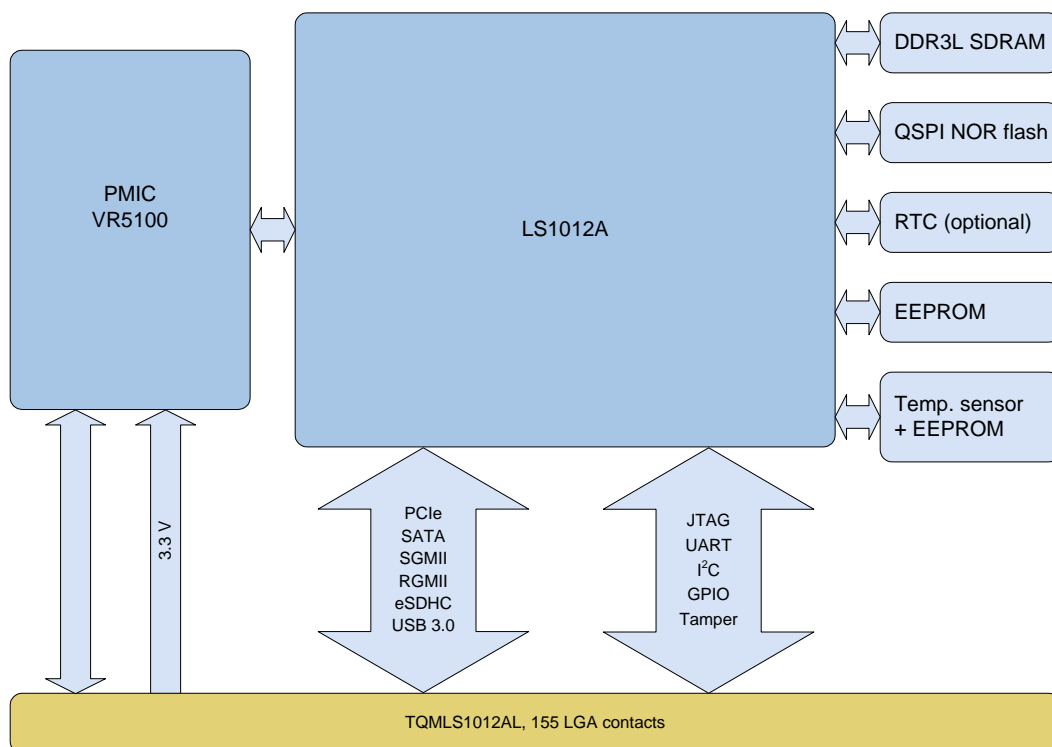 PMIC
VR5100
LS1012A
DDR3L SDRAM
QSPI NOR flash
RTC (optional)
EEPROM
Temp. sensor
+ EEPROM
3.3 V
PCIe
SATA
SGMII
RGMII
eSDHC
USB 3.0
JTAG
UART
I²C
GPIO
Tamper
TQMLS1012AL, 155 LGA contacts